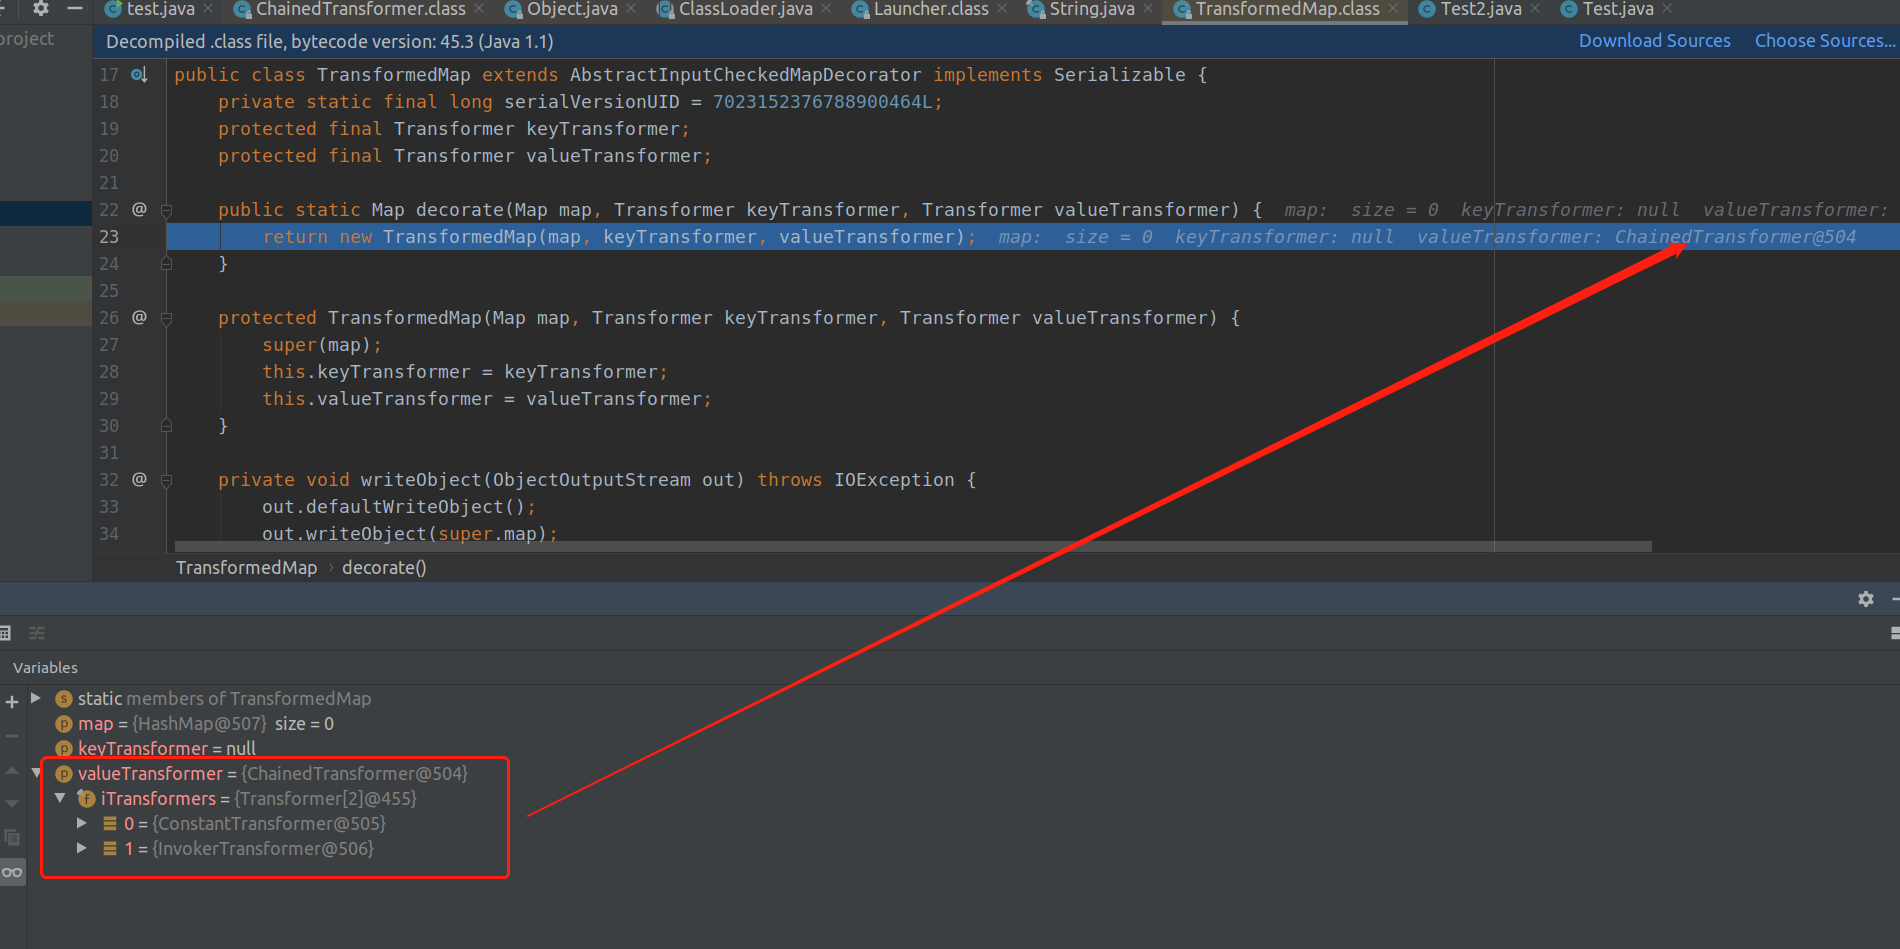 test.java ChainedTransformer.class Object.java ClassLoader.java Launcher.class String.java TransformedMap.class Test2.java Test.java
project
Decompiled .class file, bytecode version: 45.3 (Java 1.1) Download Sources Choose Sources...
17 public class TransformedMap extends AbstractInputCheckedMapDecorator implements Serializable {
18 private static final long serialVersionUID = 7023152376788900464L;
19 protected final Transformer keyTransformer;
20 protected final Transformer valueTransformer;
21
22 @ public static Map decorate(Map map, Transformer keyTransformer, Transformer valueTransformer) { map: size = 0 keyTransformer: null valueTransformer:
23 return new TransformedMap(map, keyTransformer, valueTransformer); map: size = 0 keyTransformer: null valueTransformer: ChainedTransformer@504
24 }
25
26 @ protected TransformedMap(Map map, Transformer keyTransformer, Transformer valueTransformer) {
27 super(map);
28 this.keyTransformer = keyTransformer;
29 this.valueTransformer = valueTransformer;
30 }
31
32 @ private void writeObject(ObjectOutputStream out) throws IOException {
33 out.defaultWriteObject();
34 out.writeObject(super.map);
TransformedMap › decorate()
Variables
static members of TransformedMap
map = {HashMap@507} size = 0
keyTransformer = null
valueTransformer = {ChainedTransformer@504}
iTransformers = {Transformer[2]@455}
0 = {ConstantTransformer@505}
1 = {InvokerTransformer@506}